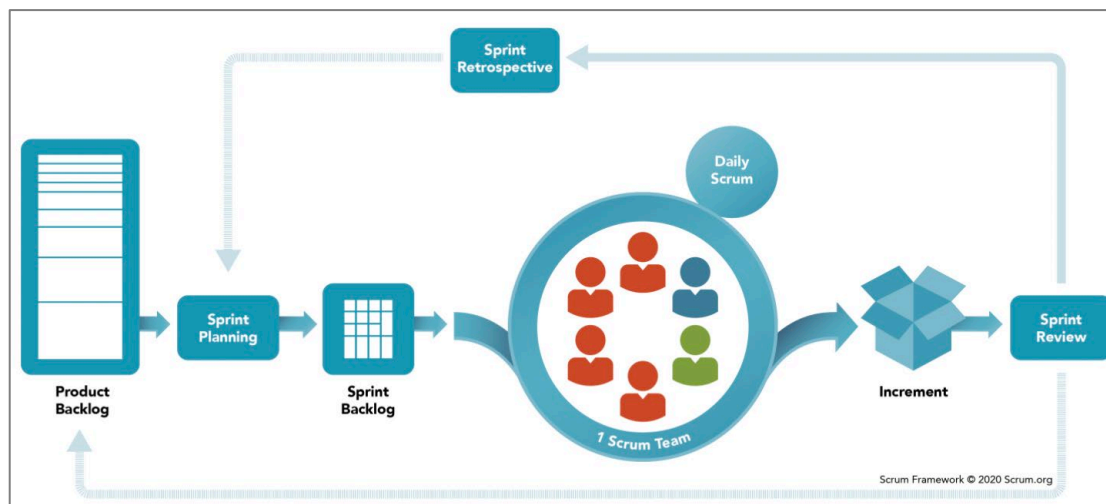 Sprint
Retrospective
Daily
Scrum
Sprint
Planning
Sprint
Review
Product
Backlog
Sprint
Backlog
1 Scrum Team
Increment
Scrum Framework © 2020 Scrum.org